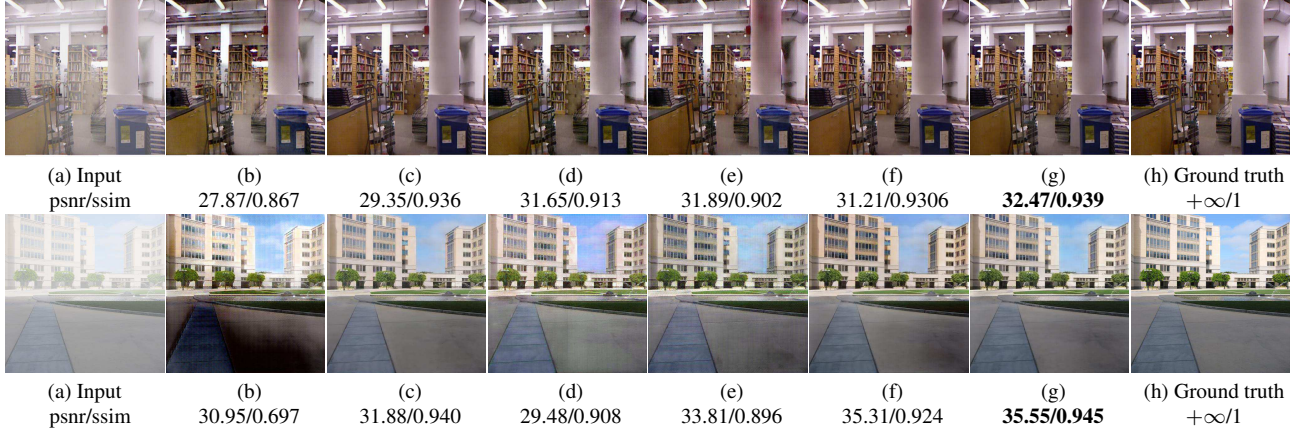 (a) Input (b) (c) (d) (e) (f) (g) (h) Ground truth
psnr/ssim 27.87/0.867 29.35/0.936 31.65/0.913 31.89/0.902 31.21/0.9306 32.47/0.939 +∞/1
(a) Input (b) (c) (d) (e) (f) (g) (h) Ground truth
psnr/ssim 30.95/0.697 31.88/0.940 29.48/0.908 33.81/0.896 35.31/0.924 35.55/0.945 +∞/1